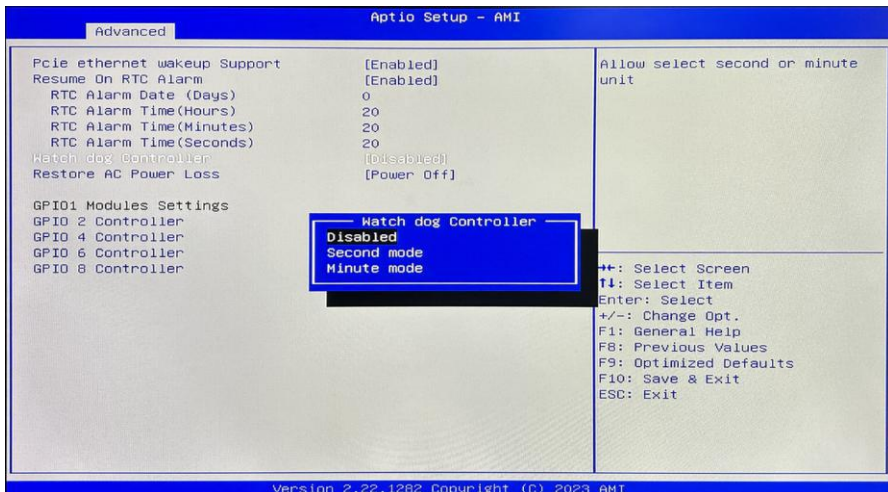 Aptio Setup – AMI
Advanced
Pcie ethernet wakeup Support [Enabled]
Resume On RTC Alarm [Enabled]
RTC Alarm Date (Days) 0
RTC Alarm Time(Hours) 20
RTC Alarm Time(Minutes) 20
RTC Alarm Time(Seconds) 20
Watch dog Controller [Disabled]
Restore AC Power Loss [Power Off]
GPIO1 Modules Settings
GPIO 2 Controller
GPIO 4 Controller
GPIO 6 Controller
GPIO 8 Controller
Watch dog Controller
Disabled
Second mode
Minute mode
Allow select second or minute
unit
→←: Select Screen
↑↓: Select Item
Enter: Select
+/-: Change Opt.
F1: General Help
F8: Previous Values
F9: Optimized Defaults
F10: Save & Exit
ESC: Exit
Version 2.22.1282 Copyright (C) 2023 AMI